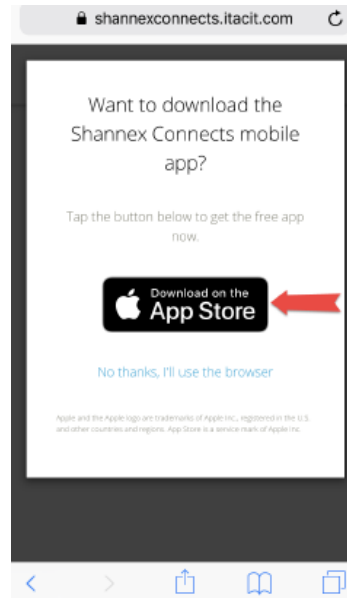 shannexconnects.itacit.com
Want to download the
Shannex Connects mobile
app?
Tap the button below to get the free app
now.
Download on the
App Store
No thanks, I'll use the browser
Apple and the Apple logo are trademarks of Apple Inc., registered in the U.S.
and other countries and regions. App Store is a service mark of Apple Inc.